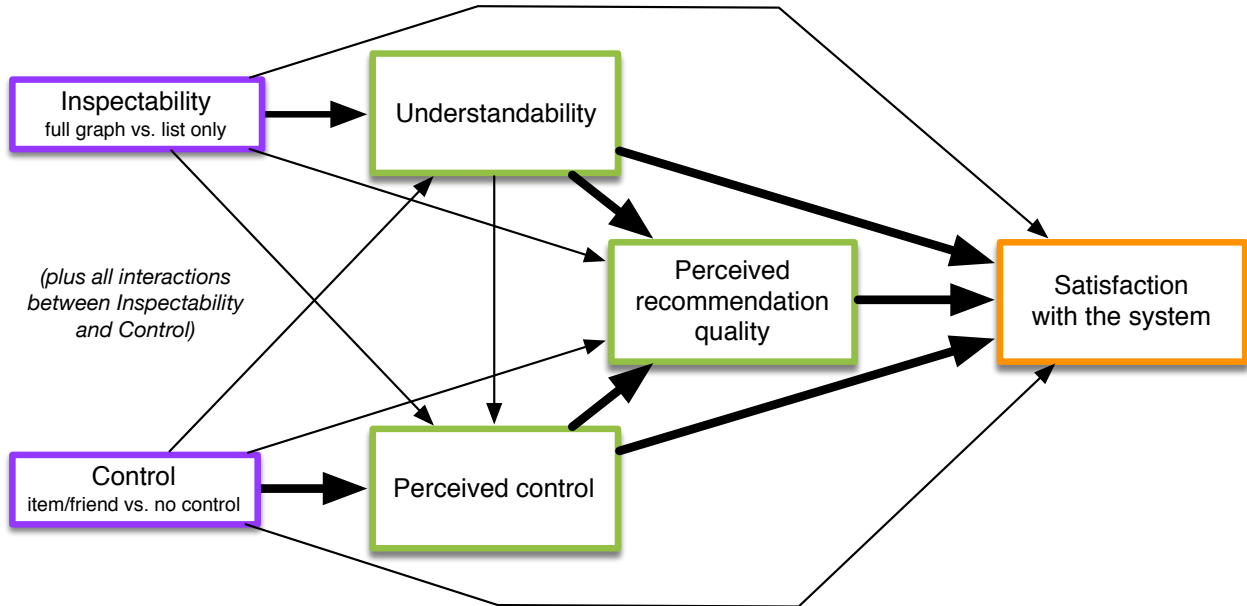 Inspectability
full graph vs. list only
Understandability
(plus all interactions
between Inspectability
and Control)
Perceived
recommendation
quality
Satisfaction
with the system
Control
item/friend vs. no control
Perceived control